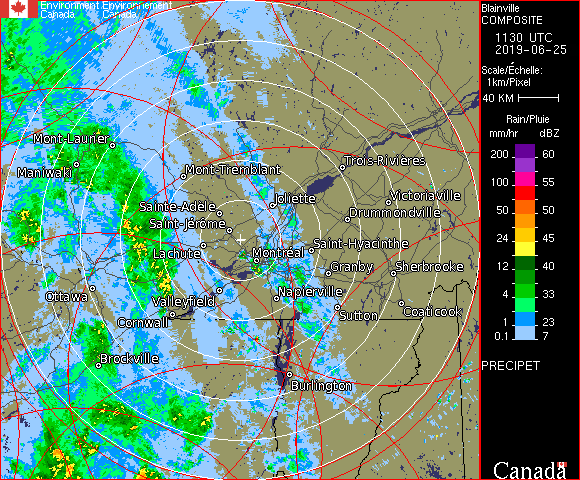 Environment Environnement
Canada Canada
Blainville
COMPOSITE
1130 UTC
2019-06-25
Scale/Échelle:
1km/Pixel
40 KM
Rain/Pluie
mm/hr dBZ
200 60
100 55
50 50
24 45
12 40
4 33
1 23
0.1 7
PRECIPET
Mont-Laurier
Maniwaki
Mont-Tremblant
Trois-Rivières
Sainte-Adele
Joliette
Victoriaville
Saint-Jérôme
Drummondville
Lachute
Montréal
Saint-Hyacinthe
Granby
Sherbrooke
Ottawa
Valleyfield
Napierville
Cornwall
Sutton
Coaticook
Brockville
Burlington
Canada